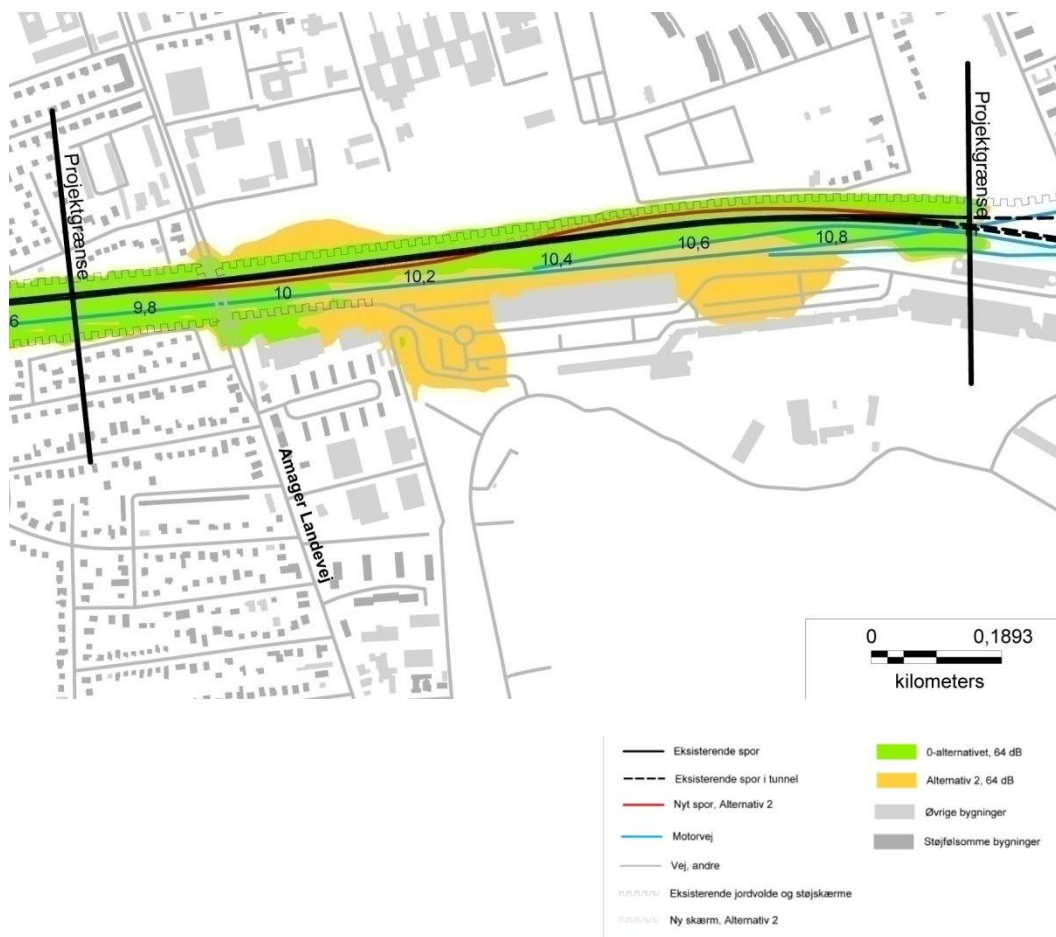 Projektgrænse
Projektgrænse
6
9,8
10
10,2
10,4
10,6
10,8
Amager Landevej
0 0,1893
kilometers
Eksisterende spor
Eksisterende spor i tunnel
Nyt spor, Alternativ 2
Motorvej
Vej, andre
Eksisterende jordvolde og støjskærme
Ny skærm, Alternativ 2
0-alternativet, 64 dB
Alternativ 2, 64 dB
Øvrige bygninger
Støjfølsomme bygninger